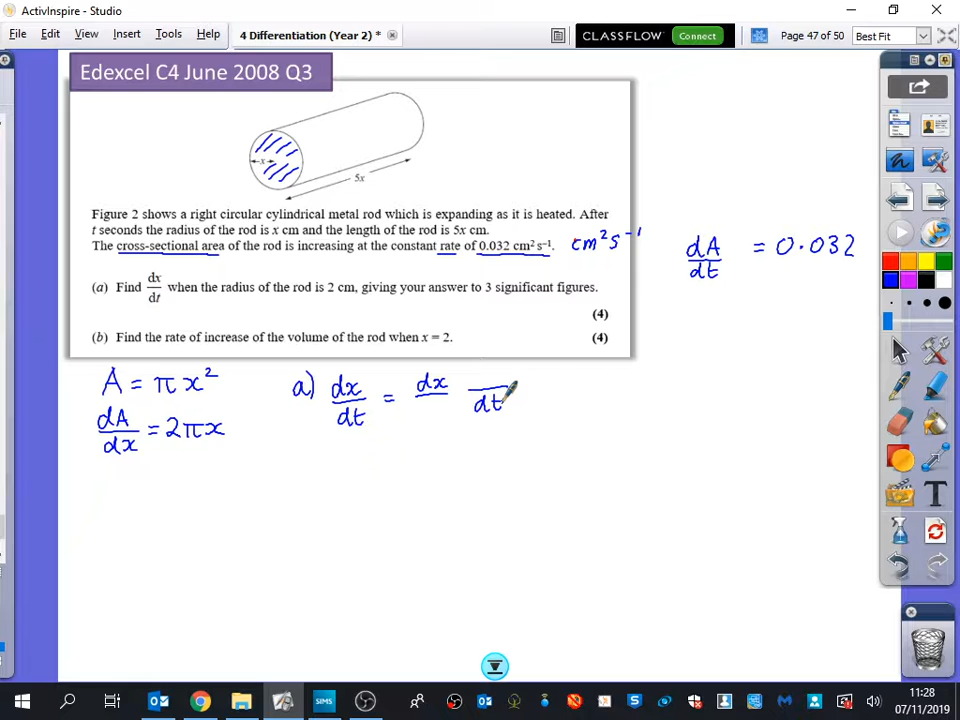 ActivInspire - Studio
File Edit View Insert Tools Help
4 Differentiation (Year 2) *
CLASSFLOW Connect
Page 47 of 50
Best Fit
Edexcel C4 June 2008 Q3
x
5x
Figure 2 shows a right circular cylindrical metal rod which is expanding as it is heated. After
t seconds the radius of the rod is x cm and the length of the rod is 5x cm.
The cross-sectional area of the rod is increasing at the constant rate of 0.032 cm² s⁻¹. cm² s⁻¹
dA/dt = 0.032
(a) Find dx/dt when the radius of the rod is 2 cm, giving your answer to 3 significant figures.
(4)
(b) Find the rate of increase of the volume of the rod when x = 2.
(4)
A = πx²
dA/dx = 2πx
a) dx/dt = dx/ /dt
SIMS
11:28
07/11/2019